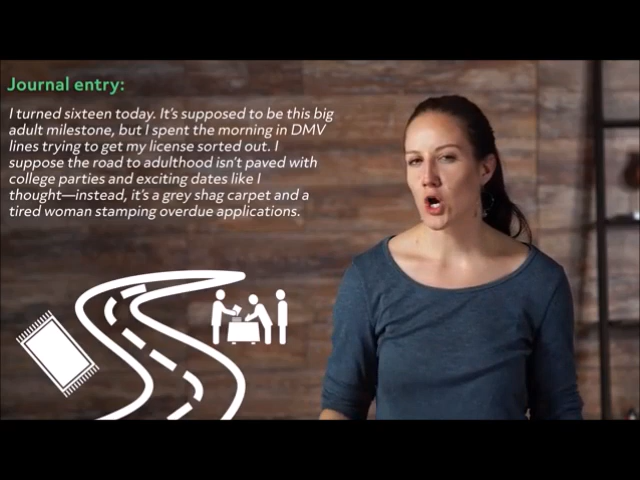 Journal entry:
I turned sixteen today. It's supposed to be this big
adult milestone, but I spent the morning in DMV
lines trying to get my license sorted out. I
suppose the road to adulthood isn't paved with
college parties and exciting dates like I
thought—instead, it's a grey shag carpet and a
tired woman stamping overdue applications.